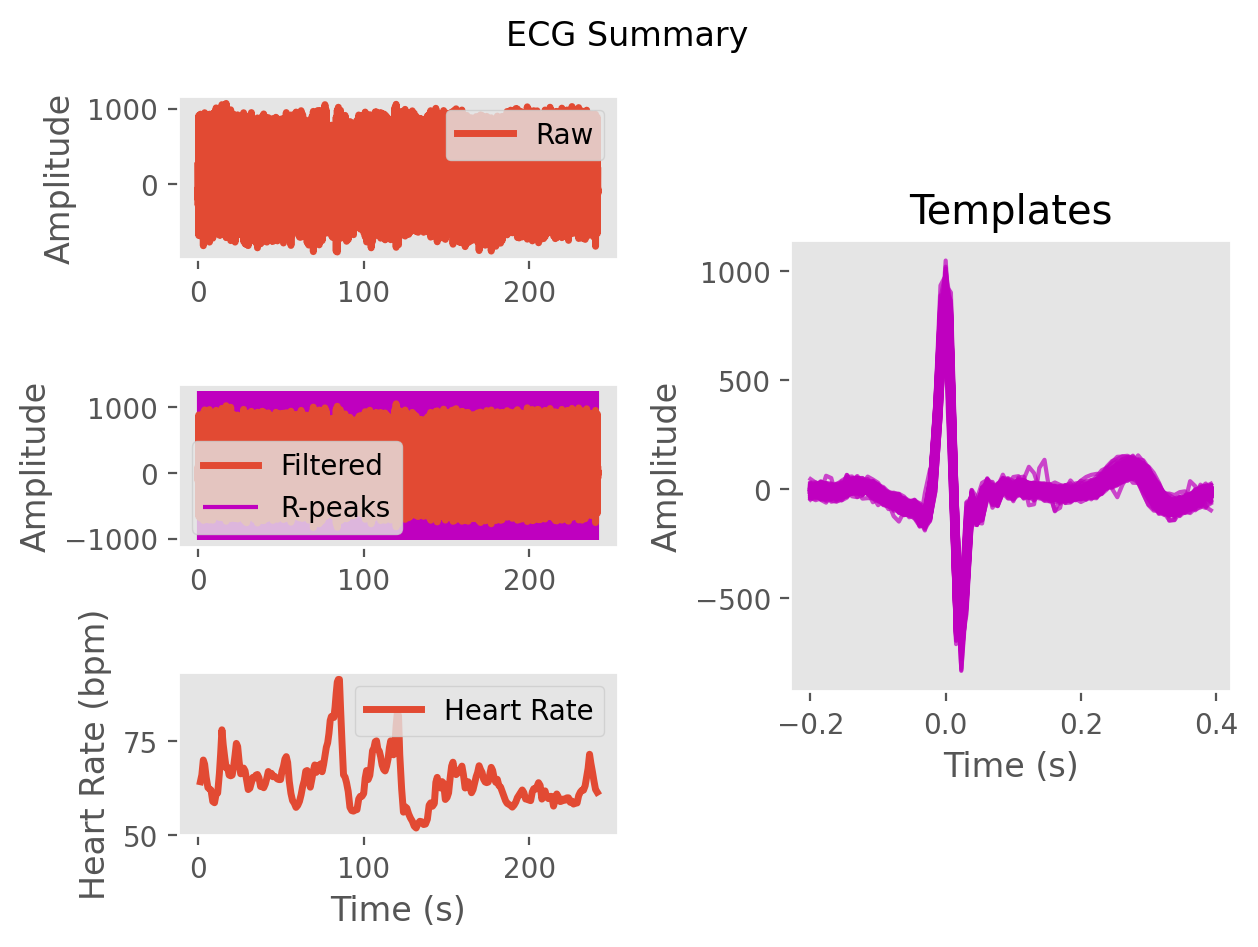 ECG Summary
Amplitude
1000
0
Raw
0
100
200
Amplitude
1000
0
−1000
Filtered
R-peaks
0
100
200
Heart Rate (bpm)
75
50
Heart Rate
0
100
200
Time (s)
Templates
Amplitude
1000
500
0
−500
−0.2
0.0
0.2
0.4
Time (s)